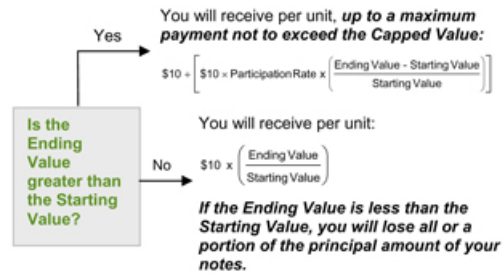 You will receive per unit, up to a maximum
payment not to exceed the Capped Value:
Yes
$10 + [ $10 × Participation Rate x ( Ending Value - Starting Value
Starting Value ) ]
Is the
Ending
Value
greater than
the Starting
Value?
No
You will receive per unit:
$10 x ( Ending Value
Starting Value )
If the Ending Value is less than the
Starting Value, you will lose all or a
portion of the principal amount of your
notes.